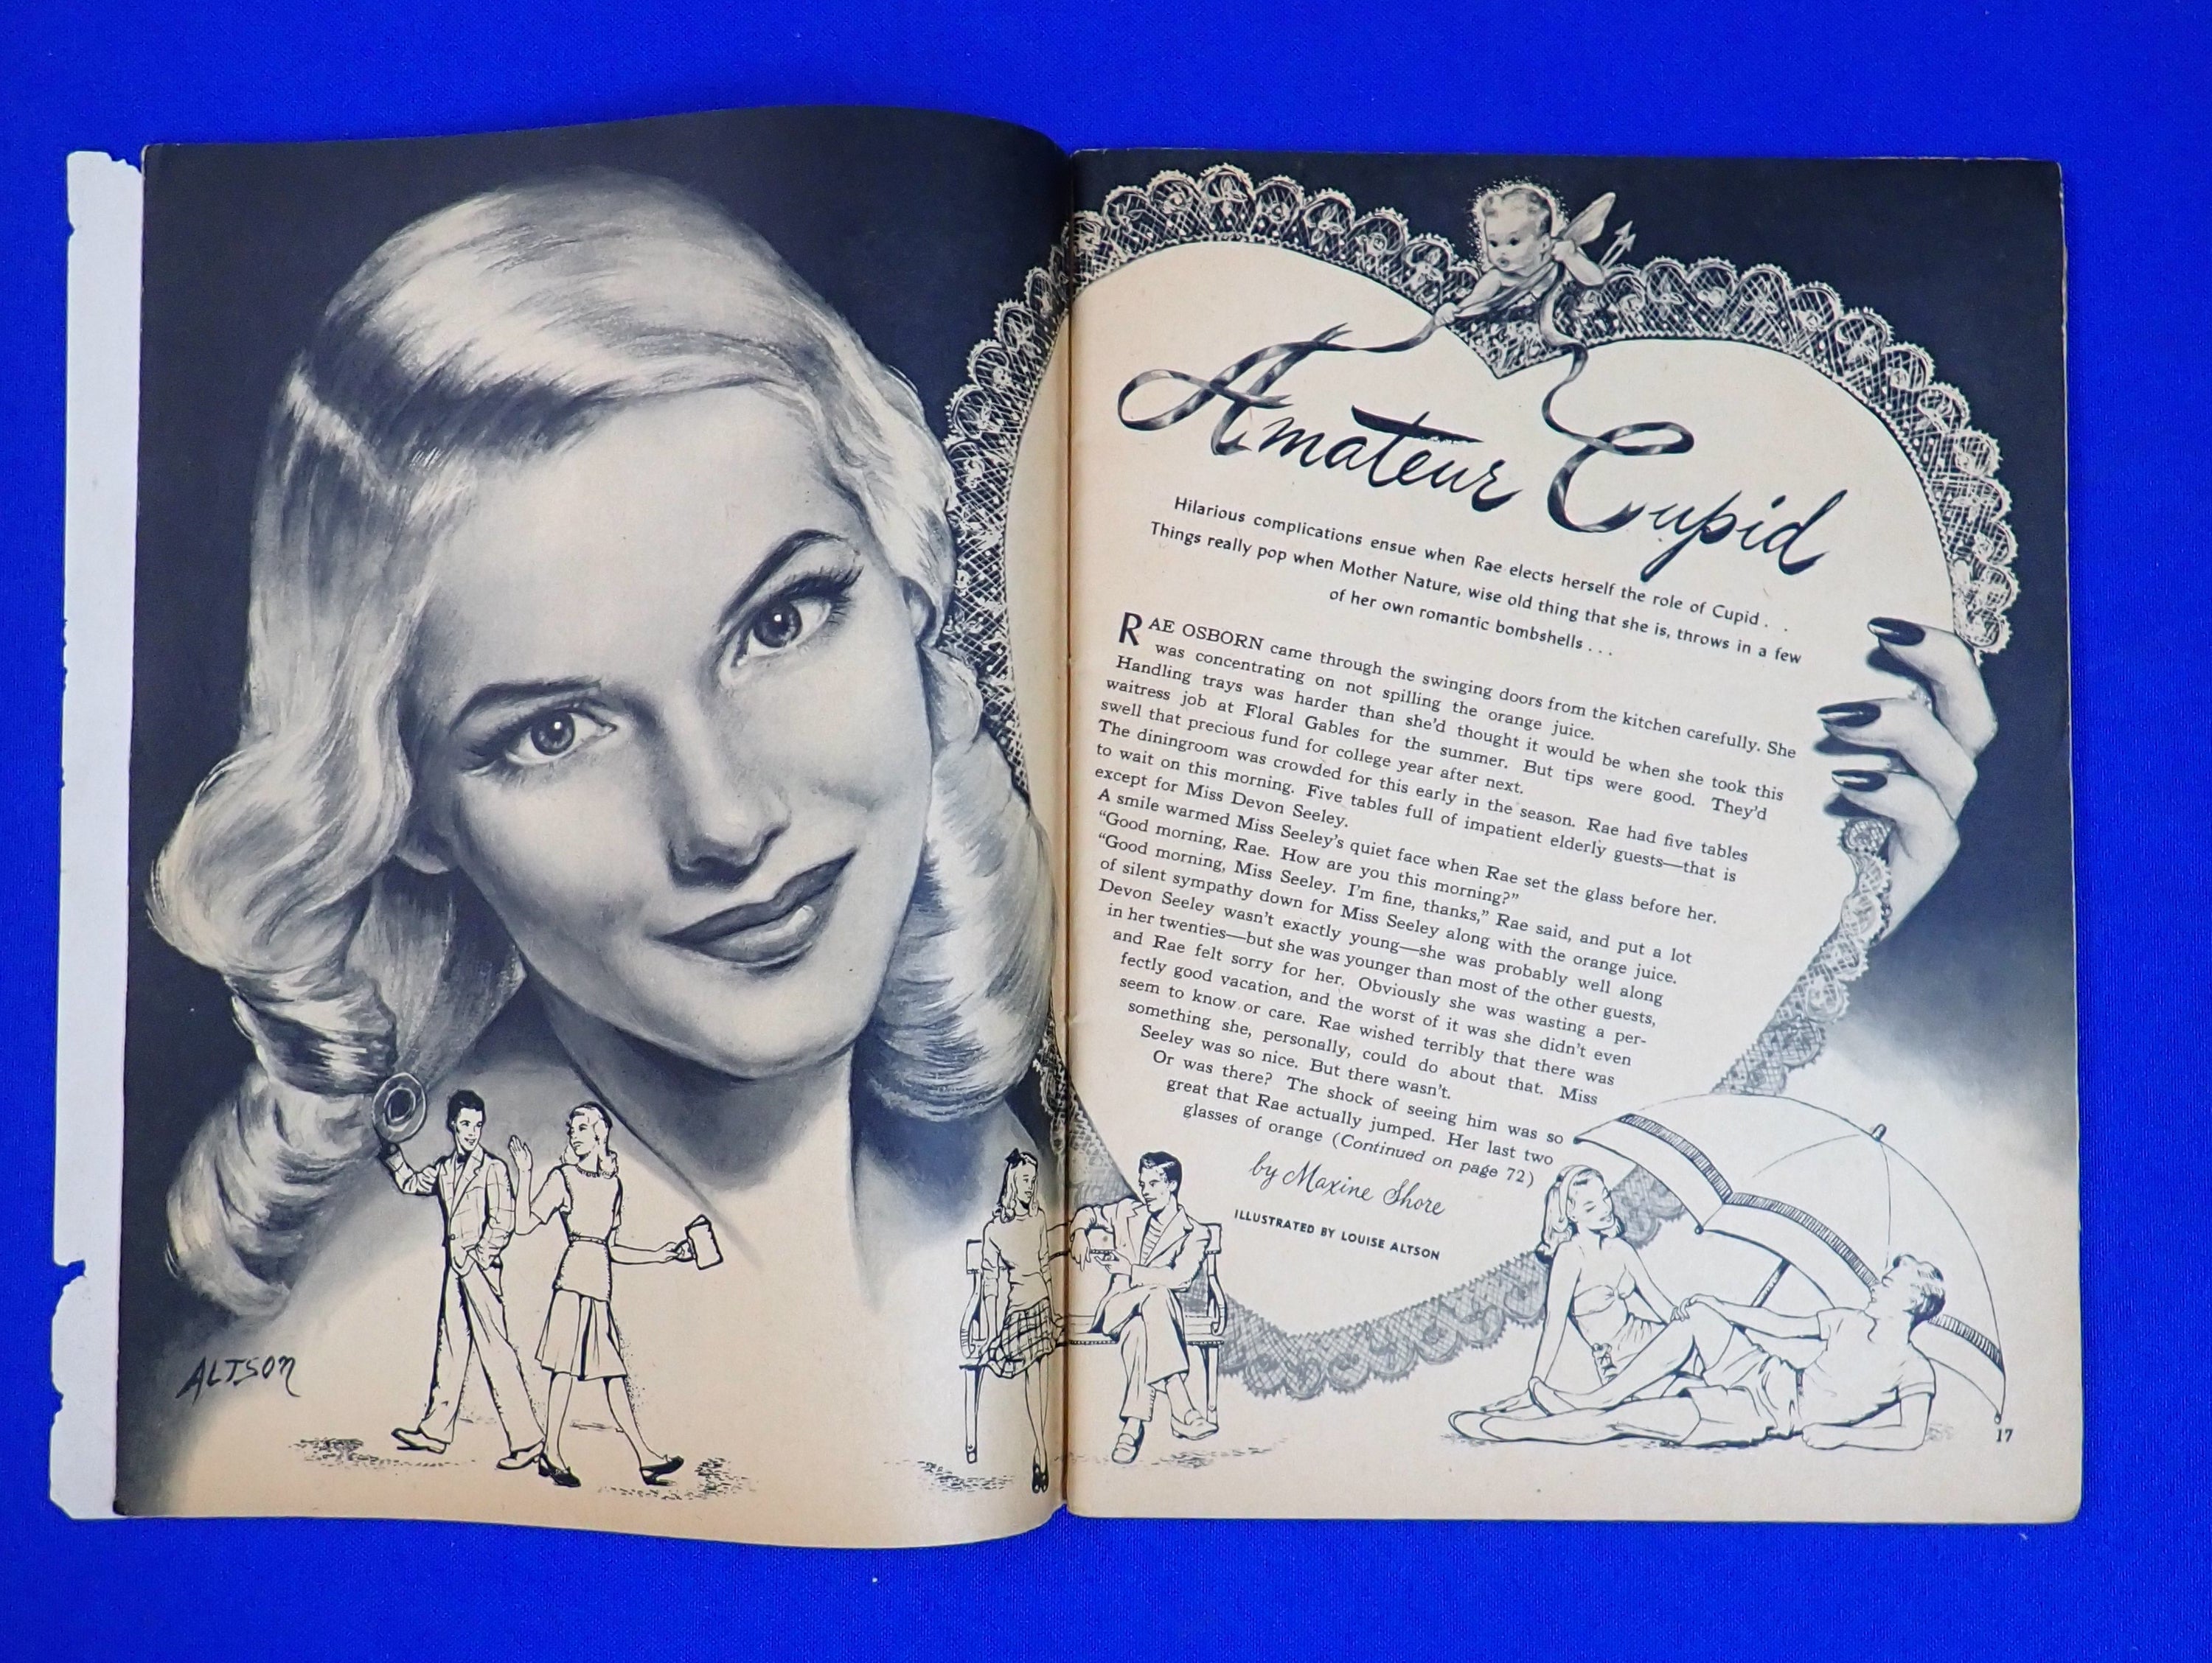 Amateur Cupid
Hilarious complications ensue when Rae elects herself the role of Cupid . .
Things really pop when Mother Nature, wise old thing that she is, throws in a few
of her own romantic bombshells . . .
RAE OSBORN came through the swinging doors from the kitchen carefully. She
was concentrating on not spilling the orange juice.
Handling trays was harder than she'd thought it would be when she took this
waitress job at Floral Gables for the summer. But tips were good. They'd
swell that precious fund for college year after next.
The diningroom was crowded for this early in the season. Rae had five tables
to wait on this morning. Five tables full of impatient elderly guests—that is
except for Miss Devon Seeley.
A smile warmed Miss Seeley's quiet face when Rae set the glass before her.
"Good morning, Rae. How are you this morning?"
"Good morning, Miss Seeley. I'm fine, thanks," Rae said, and put a lot
of silent sympathy down for Miss Seeley along with the orange juice.
Devon Seeley wasn't exactly young—she was probably well along
in her twenties—but she was younger than most of the other guests,
and Rae felt sorry for her. Obviously she was wasting a per-
fectly good vacation, and the worst of it was she didn't even
seem to know or care. Rae wished terribly that there was
something she, personally, could do about that. Miss
Seeley was so nice. But there wasn't.
Or was there? The shock of seeing him was so
great that Rae actually jumped. Her last two
glasses of orange (Continued on page 72)
by Maxine Shore
ILLUSTRATED BY LOUISE ALTSON
ALTSON
17